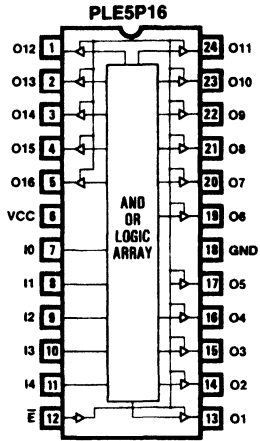 PLE5P16
O12 1 24 O11
O13 2 23 O10
O14 3 22 O9
O15 4 21 O8
O16 5 20 O7
VCC 6 19 O6
I0 7 18 GND
I1 8 17 O5
I2 9 16 O4
I3 10 15 O3
I4 11 14 O2
E̅ 12 13 O1
AND
OR
LOGIC
ARRAY